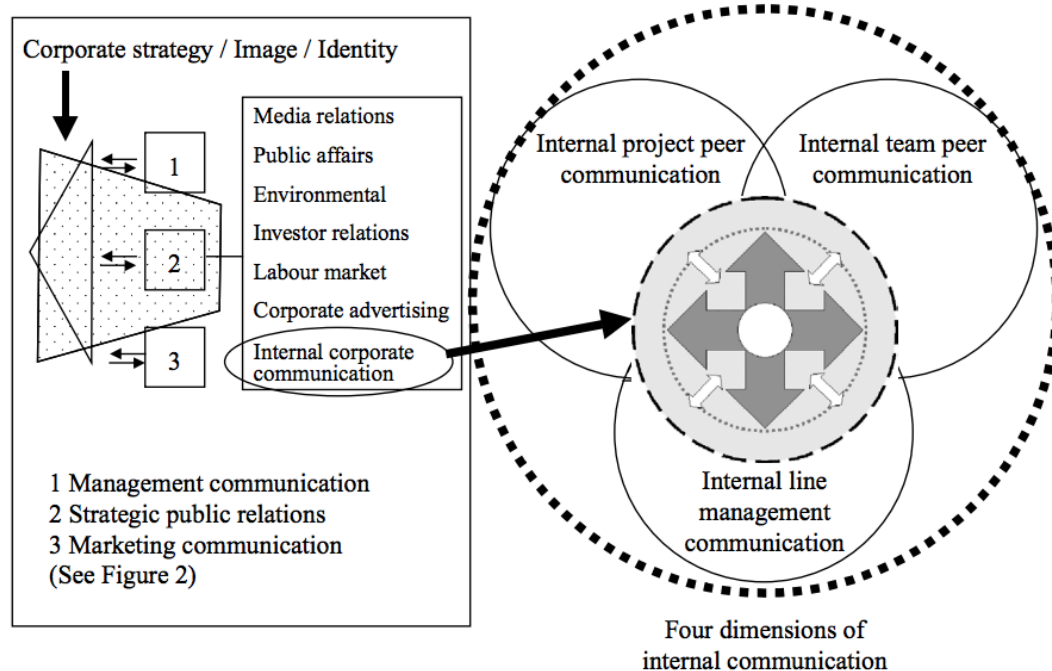 Corporate strategy / Image / Identity
1
2
3
Media relations
Public affairs
Environmental
Investor relations
Labour market
Corporate advertising
Internal corporate
communication
1 Management communication
2 Strategic public relations
3 Marketing communication
(See Figure 2)
Internal project peer
communication
Internal team peer
communication
Internal line
management
communication
Four dimensions of
internal communication